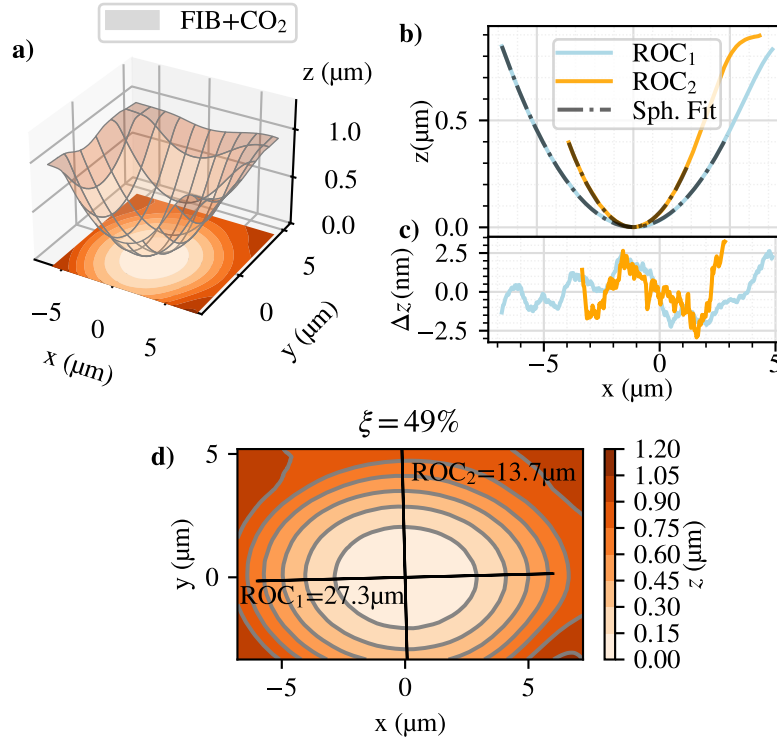 FIB+CO₂
a)
z (μm)
1.0
0.5
0.0
−5
0
5
x (μm)
5
0
y (μm)
b)
ROC₁
ROC₂
Sph. Fit
z(μm)
0.5
0.0
c)
Δz (nm)
2.5
0.0
−2.5
−5
0
5
x (μm)
ξ = 49%
d)
5
0
y (μm)
ROC₂=13.7μm
ROC₁=27.3μm
−5
0
5
x (μm)
1.20
1.05
0.90
0.75
0.60
0.45
0.30
0.15
0.00
z (μm)